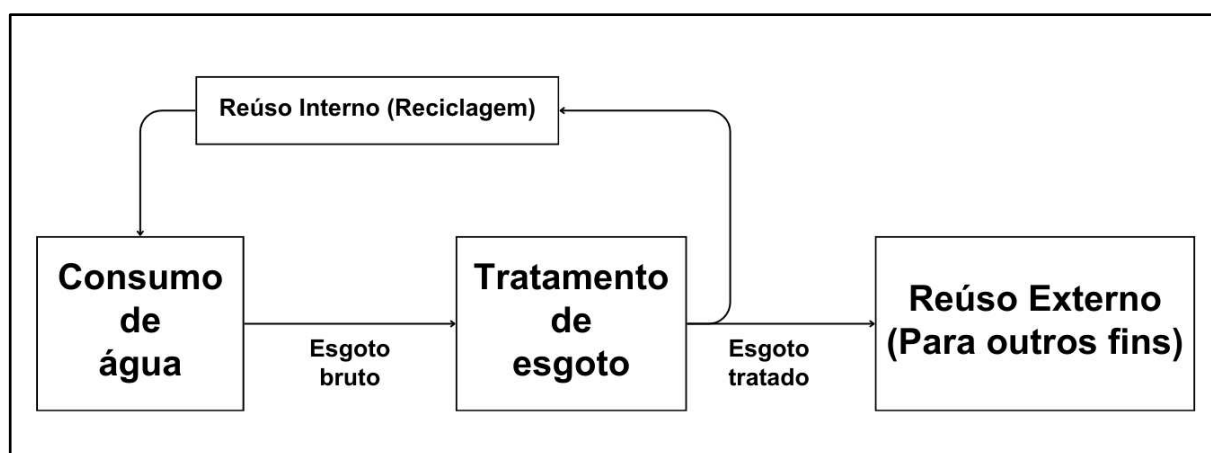 Reúso Interno (Reciclagem)
Consumo
de
água
Esgoto
bruto
Tratamento
de
esgoto
Esgoto
tratado
Reúso Externo
(Para outros fins)